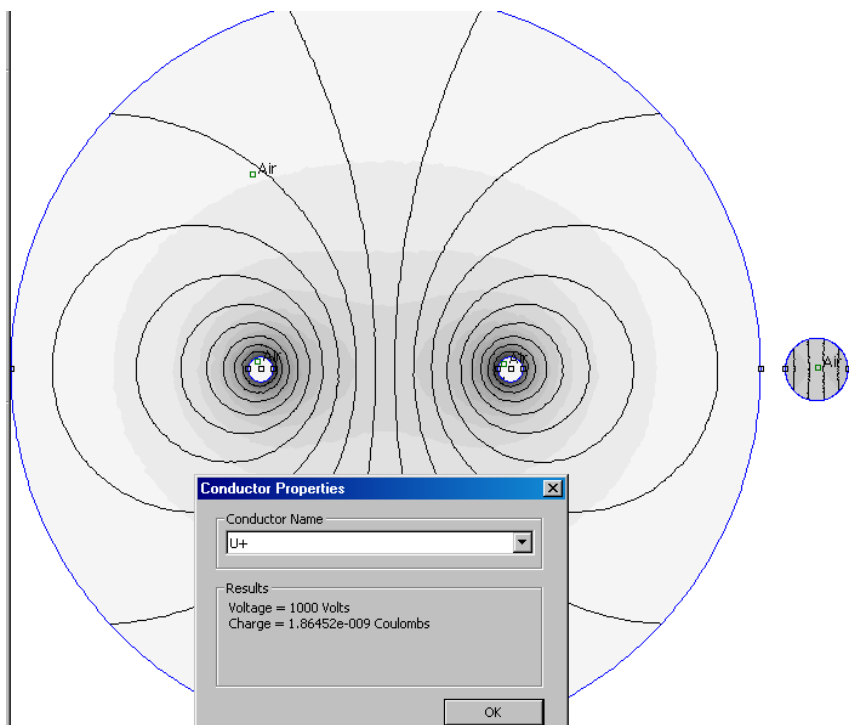 Air
Air
Air
Air
Conductor Properties
Conductor Name
U+
Results
Voltage = 1000 Volts
Charge = 1.86452e-009 Coulombs
OK